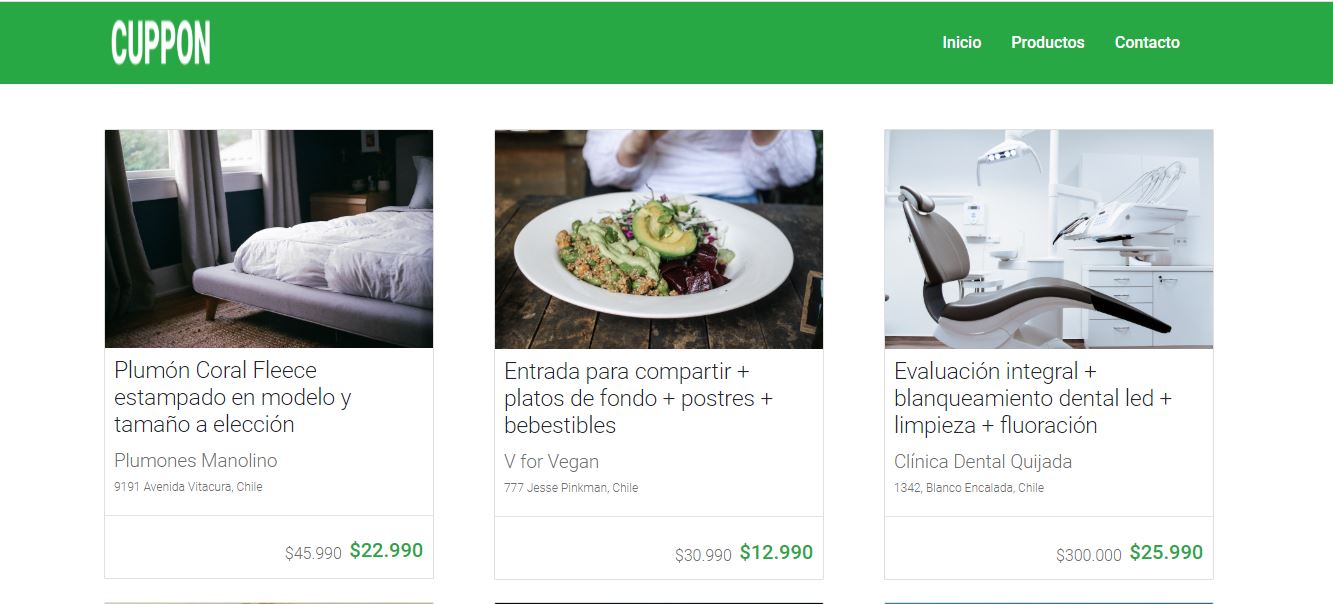 CUPPON
Inicio Productos Contacto
Plumón Coral Fleece
estampado en modelo y
tamaño a elección
Plumones Manolino
9191 Avenida Vitacura, Chile
$45.990 $22.990
Entrada para compartir +
platos de fondo + postres +
bebestibles
V for Vegan
777 Jesse Pinkman, Chile
$30.990 $12.990
Evaluación integral +
blanqueamiento dental led +
limpieza + fluoración
Clínica Dental Quijada
1342, Blanco Encalada, Chile
$300.000 $25.990